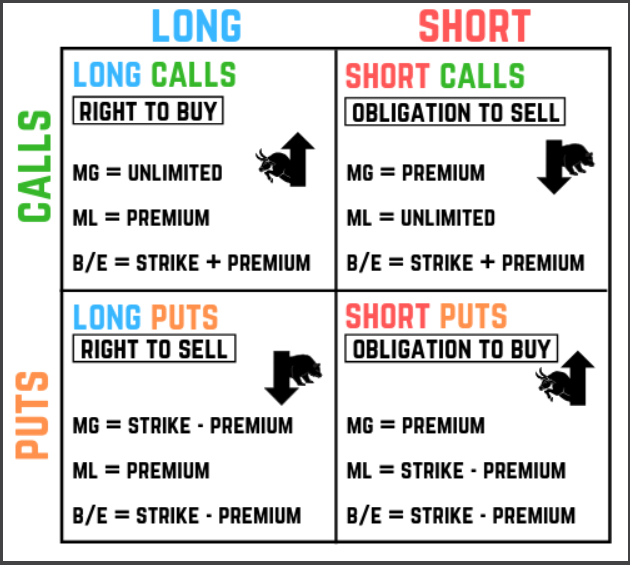 LONG
SHORT
CALLS
LONG CALLS
RIGHT TO BUY
MG = UNLIMITED
ML = PREMIUM
B/E = STRIKE + PREMIUM
SHORT CALLS
OBLIGATION TO SELL
MG = PREMIUM
ML = UNLIMITED
B/E = STRIKE + PREMIUM
PUTS
LONG PUTS
RIGHT TO SELL
MG = STRIKE - PREMIUM
ML = PREMIUM
B/E = STRIKE - PREMIUM
SHORT PUTS
OBLIGATION TO BUY
MG = PREMIUM
ML = STRIKE - PREMIUM
B/E = STRIKE - PREMIUM